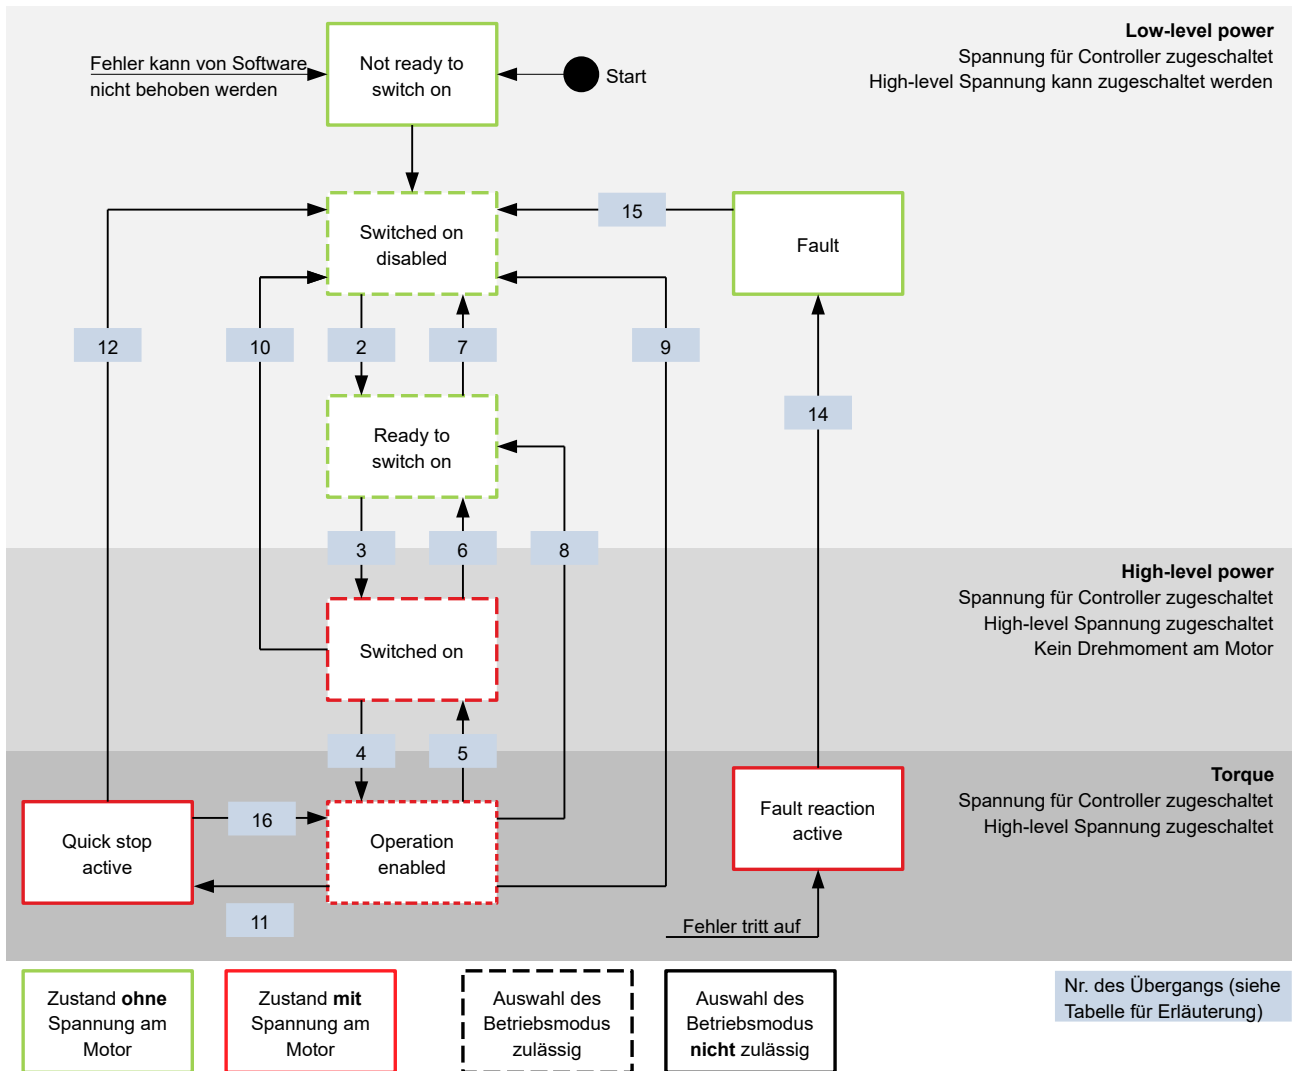 Low-level power
Spannung für Controller zugeschaltet
High-level Spannung kann zugeschaltet werden
Fehler kann von Software
nicht behoben werden
Not ready to
switch on
Start
Switched on
disabled
15
Fault
12
10
2
7
9
14
Ready to
switch on
3
6
8
High-level power
Spannung für Controller zugeschaltet
High-level Spannung zugeschaltet
Kein Drehmoment am Motor
Switched on
4
5
Torque
Spannung für Controller zugeschaltet
High-level Spannung zugeschaltet
Quick stop
active
16
Operation
enabled
Fault reaction
active
11
Fehler tritt auf
Zustand ohne
Spannung am
Motor
Zustand mit
Spannung am
Motor
Auswahl des
Betriebsmodus
zulässig
Auswahl des
Betriebsmodus
nicht zulässig
Nr. des Übergangs (siehe
Tabelle für Erläuterung)